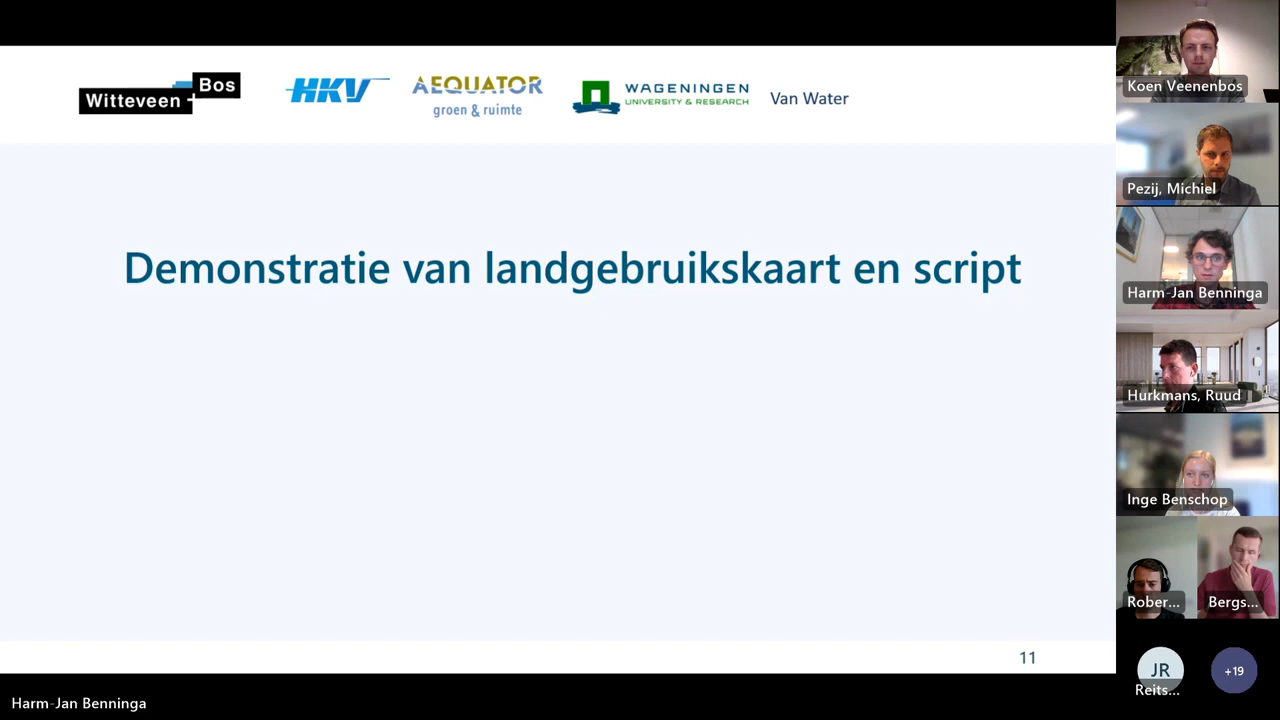 Witteveen + Bos
HKV
AEQUATOR
groen & ruimte
WAGENINGEN
UNIVERSITY & RESEARCH
Van Water
Demonstratie van landgebruikskaart en script
11
Harm-Jan Benninga
Koen Veenenbos
Pezij, Michiel
Harm-Jan Benninga
Hurkmans, Ruud
Inge Benschop
Rober...
Bergs...
JR
Reits...
+19